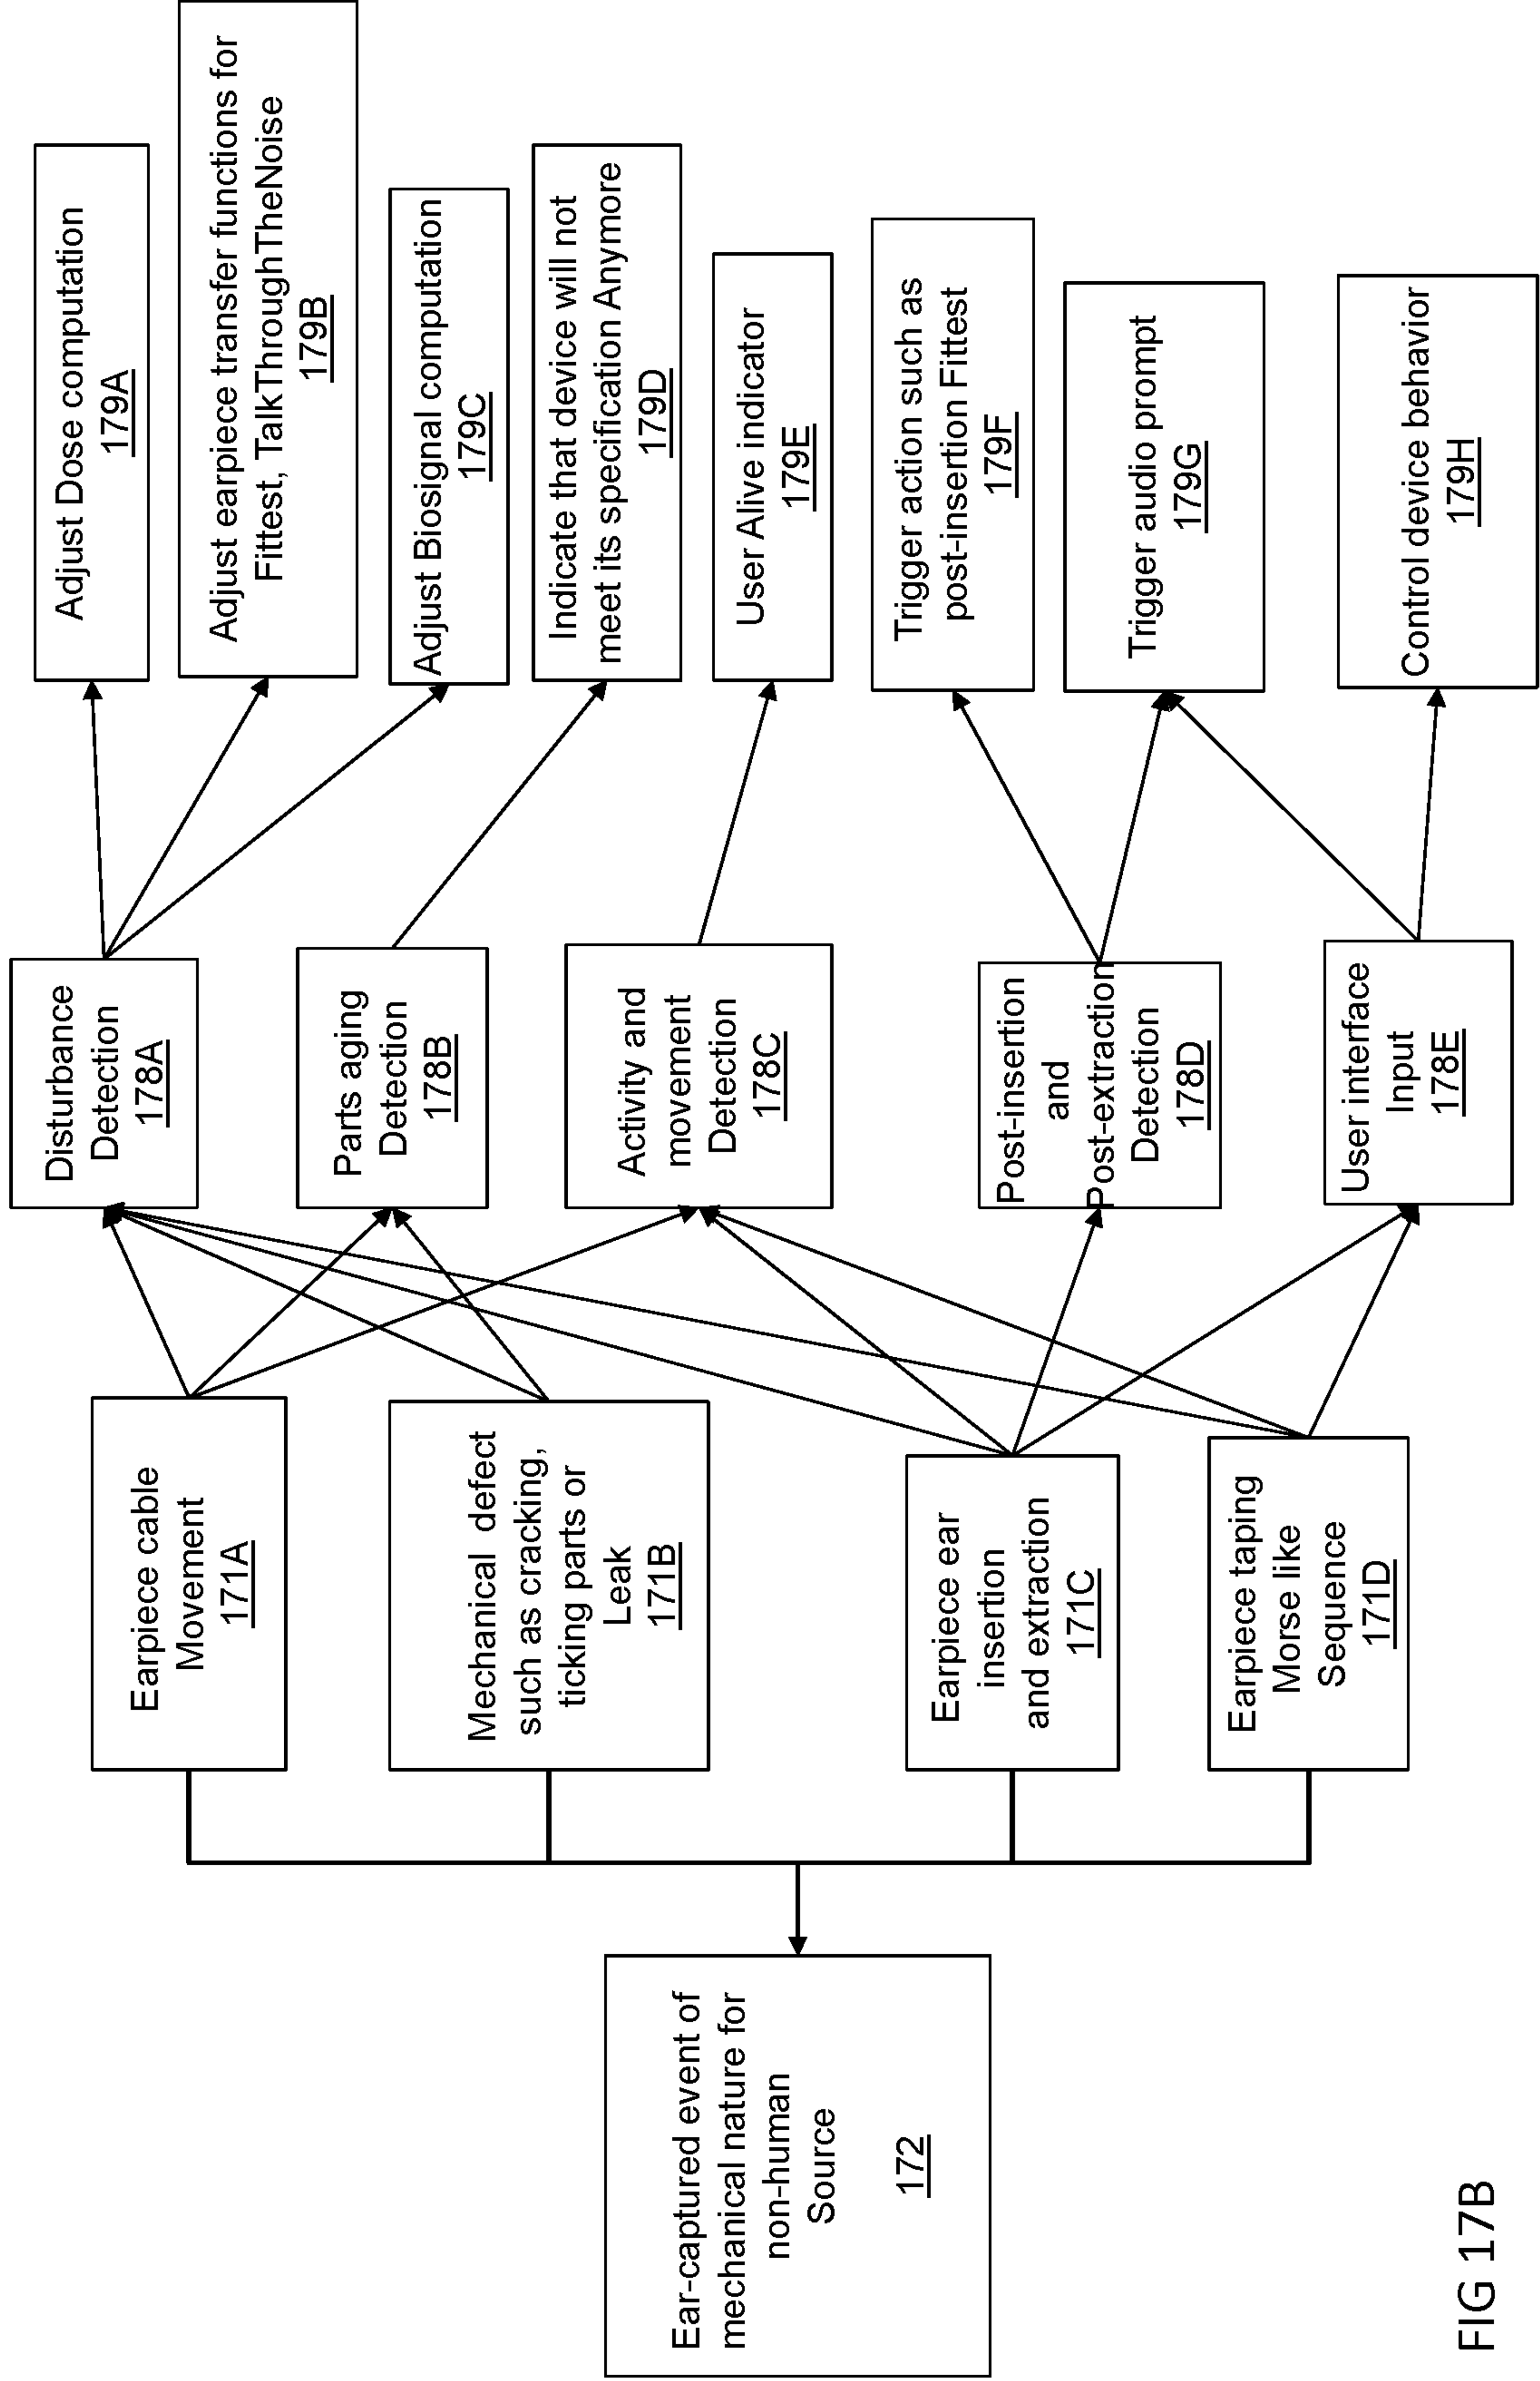 Ear-captured event of
mechanical nature for
non-human
Source
172
Earpiece cable
Movement
171A
Mechanical defect
such as cracking,
ticking parts or
Leak
171B
Earpiece ear
insertion
and extraction
171C
Earpiece taping
Morse like
Sequence
171D
Disturbance
Detection
178A
Parts aging
Detection
178B
Activity and
movement
Detection
178C
Post-insertion
and
Post-extraction
Detection
178D
User interface
Input
178E
Adjust Dose computation
179A
Adjust earpiece transfer functions for
Fittest, TalkThroughTheNoise
179B
Adjust Biosignal computation
179C
Indicate that device will not
meet its specification Anymore
179D
User Alive indicator
179E
Trigger action such as
post-insertion Fittest
179F
Trigger audio prompt
179G
Control device behavior
179H
FIG 17B